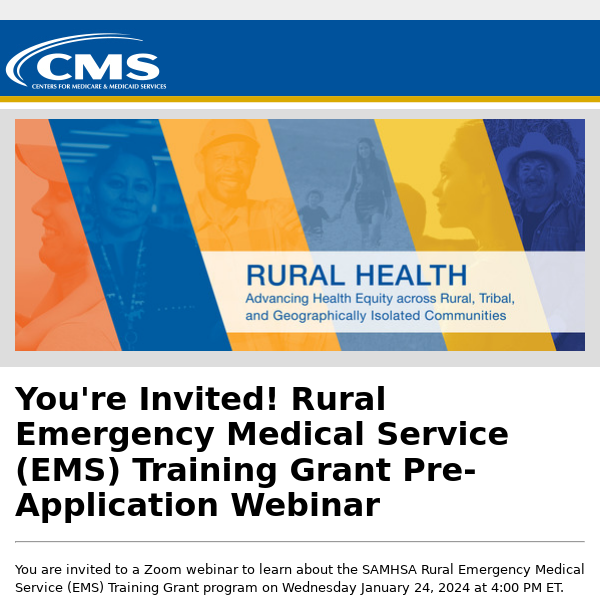 CMS
CENTERS FOR MEDICARE & MEDICAID SERVICES
RURAL HEALTH
Advancing Health Equity across Rural, Tribal,
and Geographically Isolated Communities
You're Invited! Rural
Emergency Medical Service
(EMS) Training Grant Pre-
Application Webinar
You are invited to a Zoom webinar to learn about the SAMHSA Rural Emergency Medical
Service (EMS) Training Grant program on Wednesday January 24, 2024 at 4:00 PM ET.